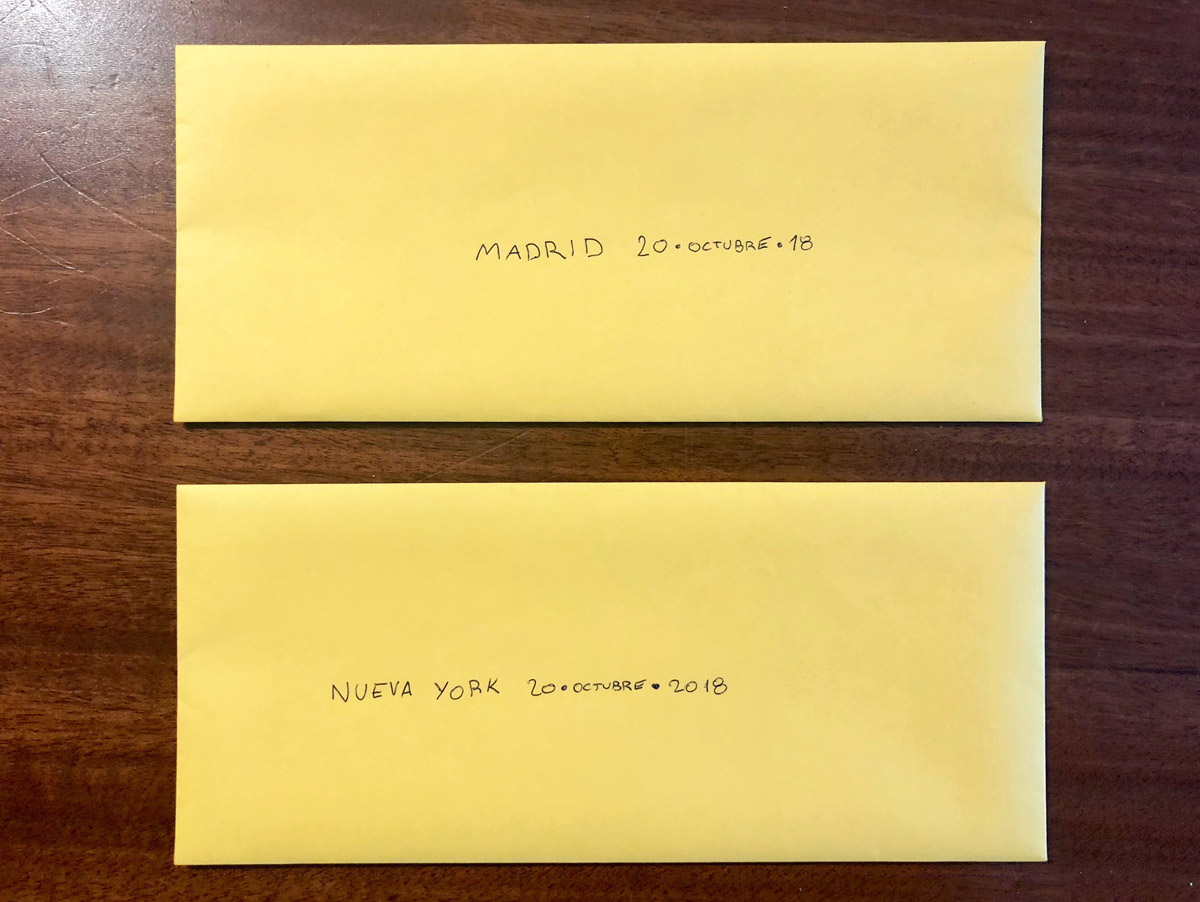 MADRID 20•OCTUBRE•18
NUEVA YORK 20•OCTUBRE•2018